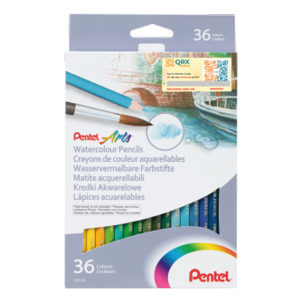 36 Colours
Couleurs
QRX
Pentel Arts
Watercolour Pencils
Crayons de couleur aquarellables
Wasservermalbare Farbstifte
Matite acquerellabili
Kredki Akwarelowe
Lápices acuarelables
36 Colours
Couleurs
Pentel